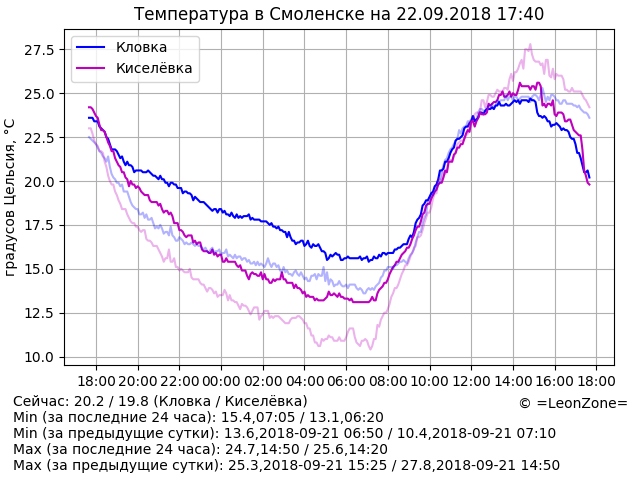 Температура в Смоленске на 22.09.2018 17:40
Кловка
Киселёвка
градусов Цельсия, °C
27.5
25.0
22.5
20.0
17.5
15.0
12.5
10.0
18:00 20:00 22:00 00:00 02:00 04:00 06:00 08:00 10:00 12:00 14:00 16:00 18:00
Сейчас: 20.2 / 19.8 (Кловка / Киселёвка)
© =LeonZone=
Min (за последние 24 часа): 15.4,07:05 / 13.1,06:20
Min (за предыдущие сутки): 13.6,2018-09-21 06:50 / 10.4,2018-09-21 07:10
Max (за последние 24 часа): 24.7,14:50 / 25.6,14:20
Max (за предыдущие сутки): 25.3,2018-09-21 15:25 / 27.8,2018-09-21 14:50